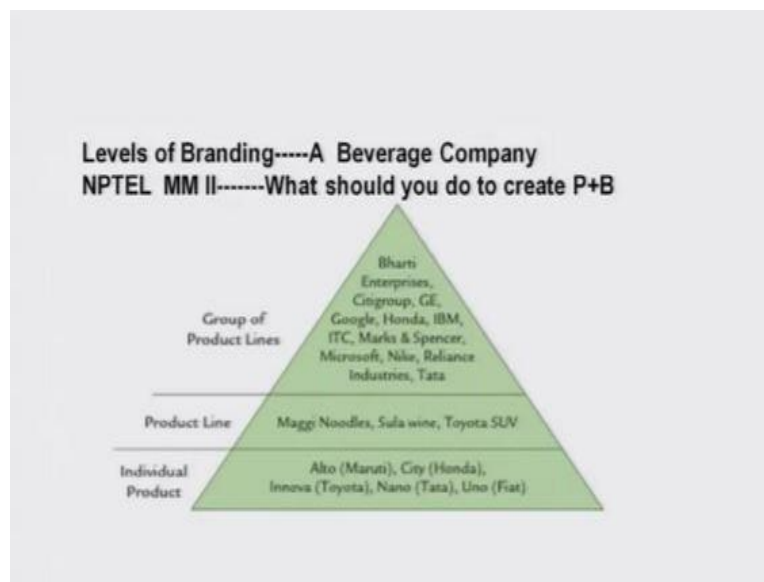 Levels of Branding-----A Beverage Company
NPTEL MM II-------What should you do to create P+B
Bharti
Enterprises,
Citigroup, GE,
Google, Honda, IBM,
ITC, Marks & Spencer,
Microsoft, Nike, Reliance
Industries, Tata
Group of
Product Lines
Product Line
Maggi Noodles, Sula wine, Toyota SUV
Individual
Product
Alto (Maruti), City (Honda),
Innova (Toyota), Nano (Tata), Uno (Fiat)